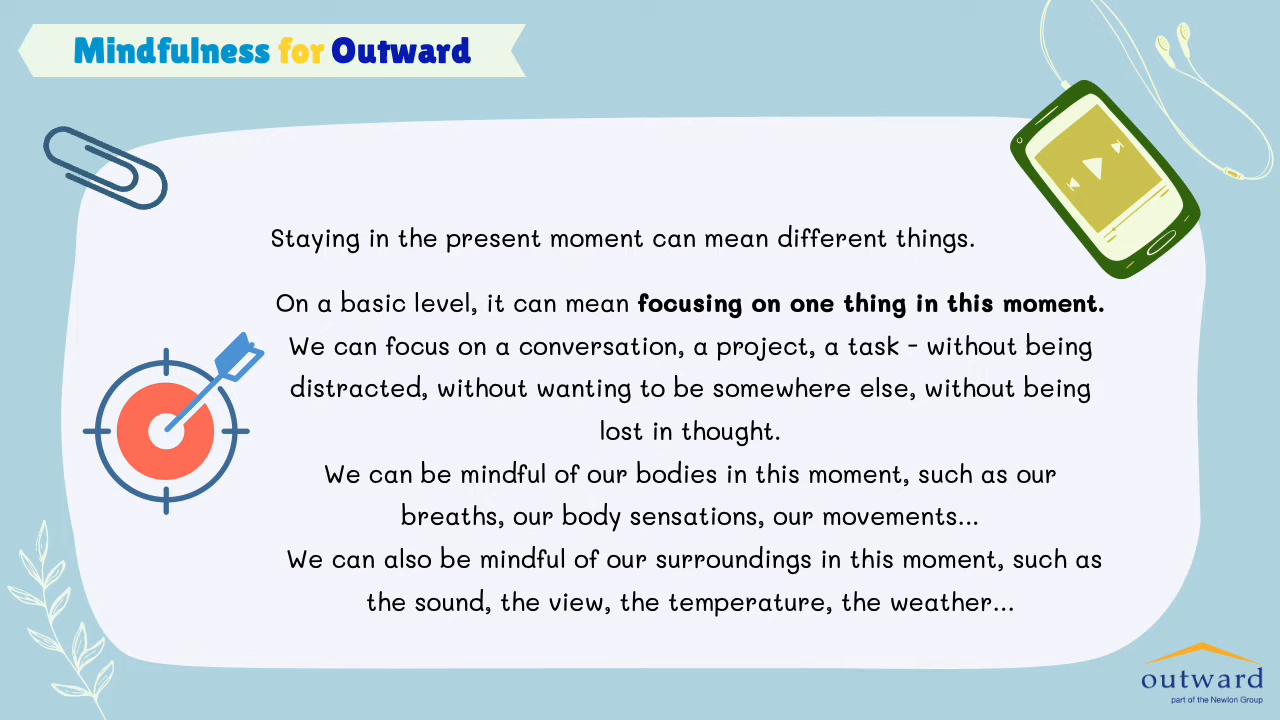 Mindfulness for Outward
Staying in the present moment can mean different things.
On a basic level, it can mean focusing on one thing in this moment.
We can focus on a conversation, a project, a task - without being
distracted, without wanting to be somewhere else, without being
lost in thought.
We can be mindful of our bodies in this moment, such as our
breaths, our body sensations, our movements...
We can also be mindful of our surroundings in this moment, such as
the sound, the view, the temperature, the weather...
outward
part of the Newlon Group